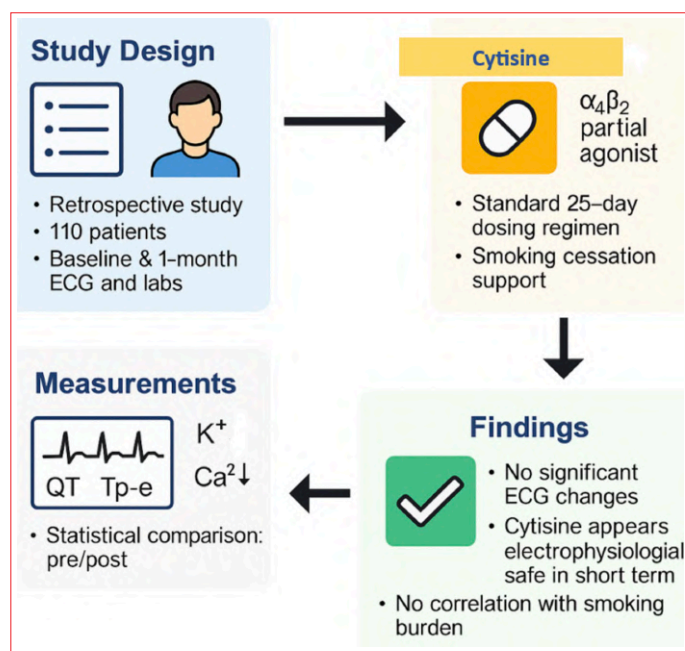 Study Design
• Retrospective study
• 110 patients
• Baseline & 1-month
ECG and labs
Cytisine
α₄β₂
partial
agonist
• Standard 25–day
dosing regimen
• Smoking cessation
support
Measurements
QT Tp-e
K⁺
Ca²↓
• Statistical comparison:
pre/post
Findings
• No significant
ECG changes
• Cytisine appears
electrophysiologial
safe in short term
• No correlation with smoking
burden